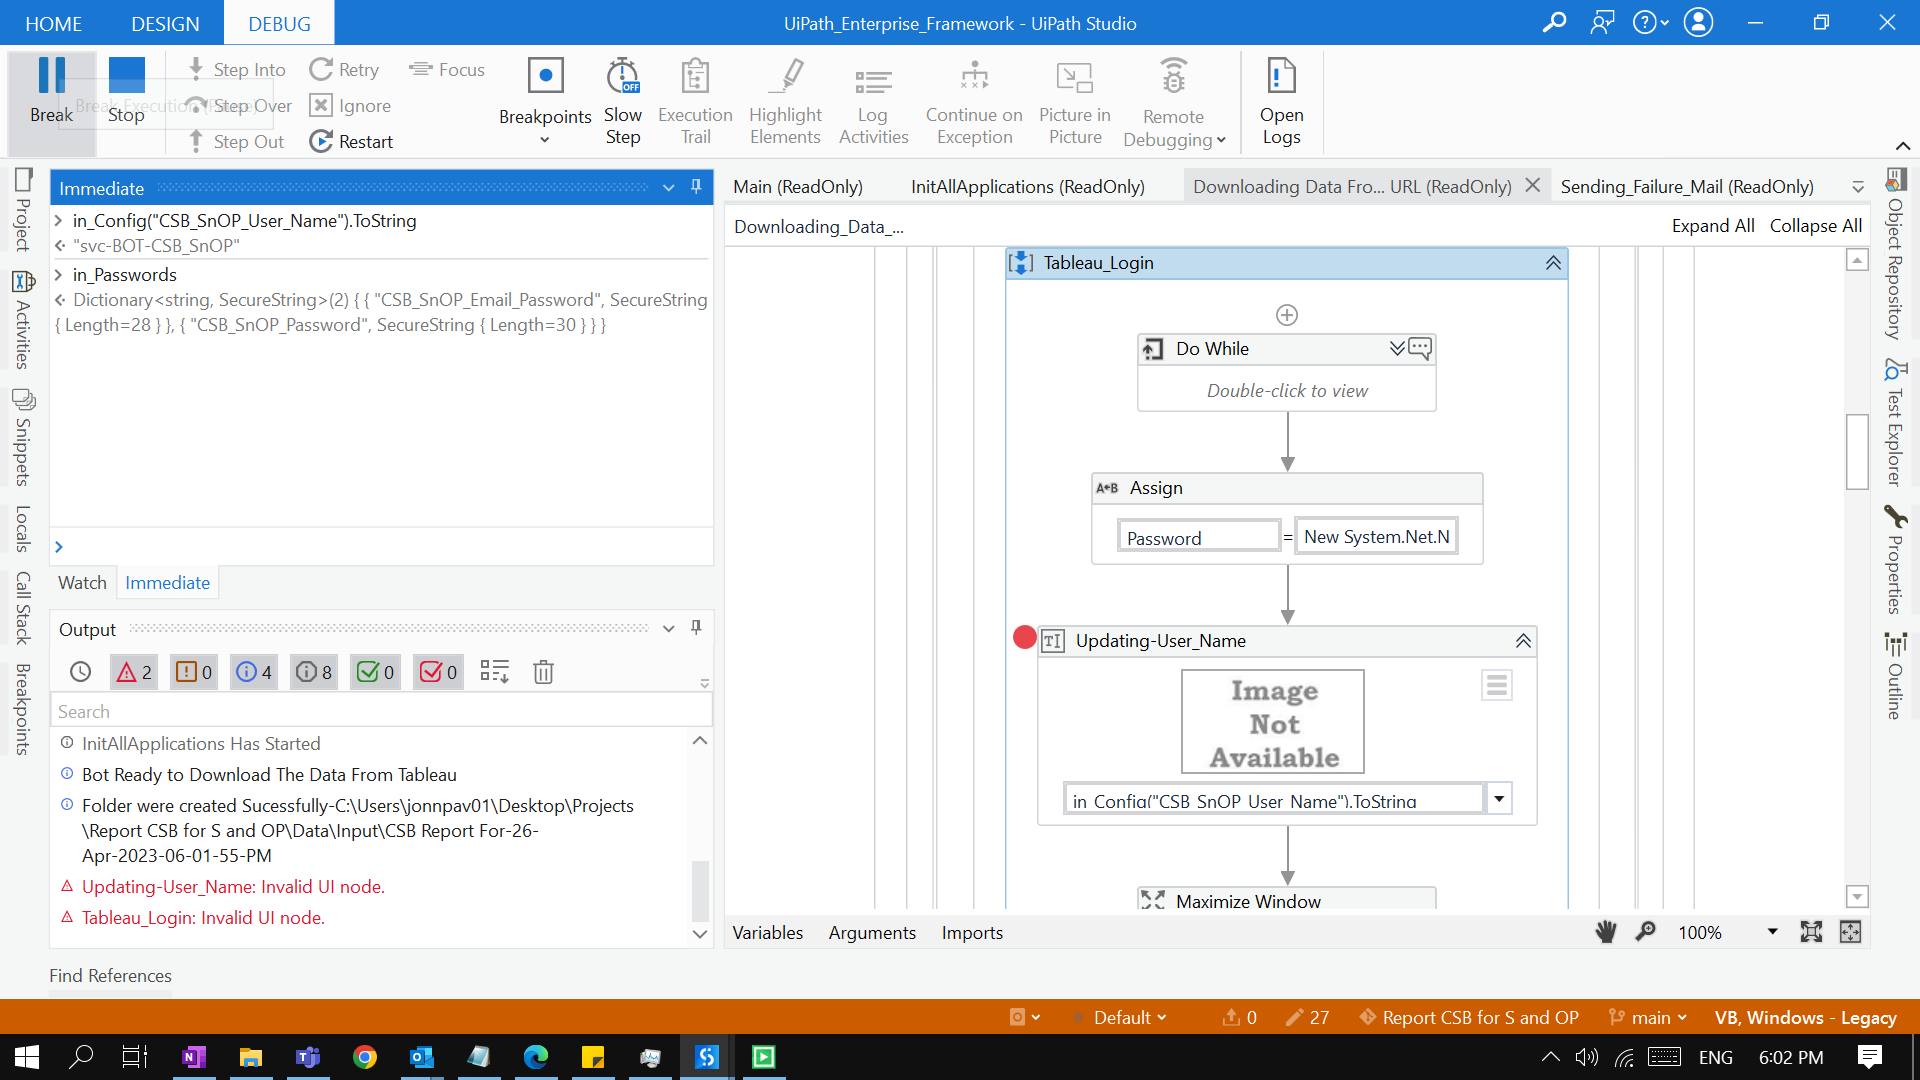 HOME DESIGN DEBUG
UiPath_Enterprise_Framework - UiPath Studio
Break
Stop
Break Execution
Step Into
Step Over
Step Out
Retry
Ignore
Restart
Focus
Breakpoints
Slow
Step
Execution
Trail
Highlight
Elements
Log
Activities
Continue on
Exception
Picture in
Picture
Remote
Debugging
Open
Logs
OFF
Project
Activities
Snippets
Locals
Call Stack
Breakpoints
Immediate
in_Config("CSB_SnOP_User_Name").ToString
"svc-BOT-CSB_SnOP"
in_Passwords
Dictionary<string, SecureString>(2) { { "CSB_SnOP_Email_Password", SecureString
{ Length=28 } }, { "CSB_SnOP_Password", SecureString { Length=30 } } }
Watch Immediate
Output
2 0 4 8 0 0
Search
InitAllApplications Has Started
Bot Ready to Download The Data From Tableau
Folder were created Sucessfully-C:\Users\jonnpav01\Desktop\Projects
\Report CSB for S and OP\Data\Input\CSB Report For-26-
Apr-2023-06-01-55-PM
Updating-User_Name: Invalid UI node.
Tableau_Login: Invalid UI node.
Find References
Main (ReadOnly) InitAllApplications (ReadOnly) Downloading Data Fro... URL (ReadOnly) Sending_Failure_Mail (ReadOnly)
Downloading_Data_...
Expand All Collapse All
Tableau_Login
Do While
Double-click to view
A B Assign
Password = New System.Net.N
Updating-User_Name
Image
Not
Available
in_Config("CSB_SnOP_User_Name").ToString
Maximize Window
Variables Arguments Imports
100%
Object Repository
Test Explorer
Properties
Outline
Default
0
27
Report CSB for S and OP
main
VB, Windows - Legacy
ENG
6:02 PM